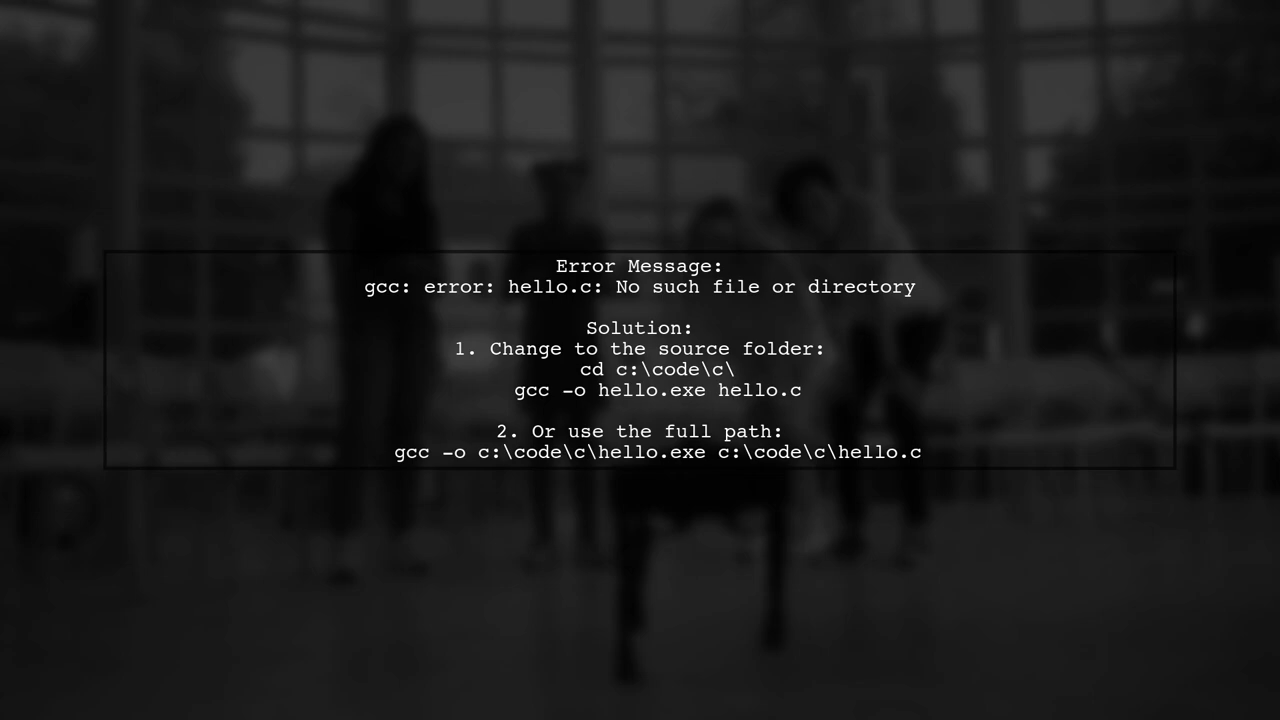 Error Message:
gcc: error: hello.c: No such file or directory
Solution:
1. Change to the source folder:
cd c:\code\c\
gcc -o hello.exe hello.c
2. Or use the full path:
gcc -o c:\code\c\hello.exe c:\code\c\hello.c